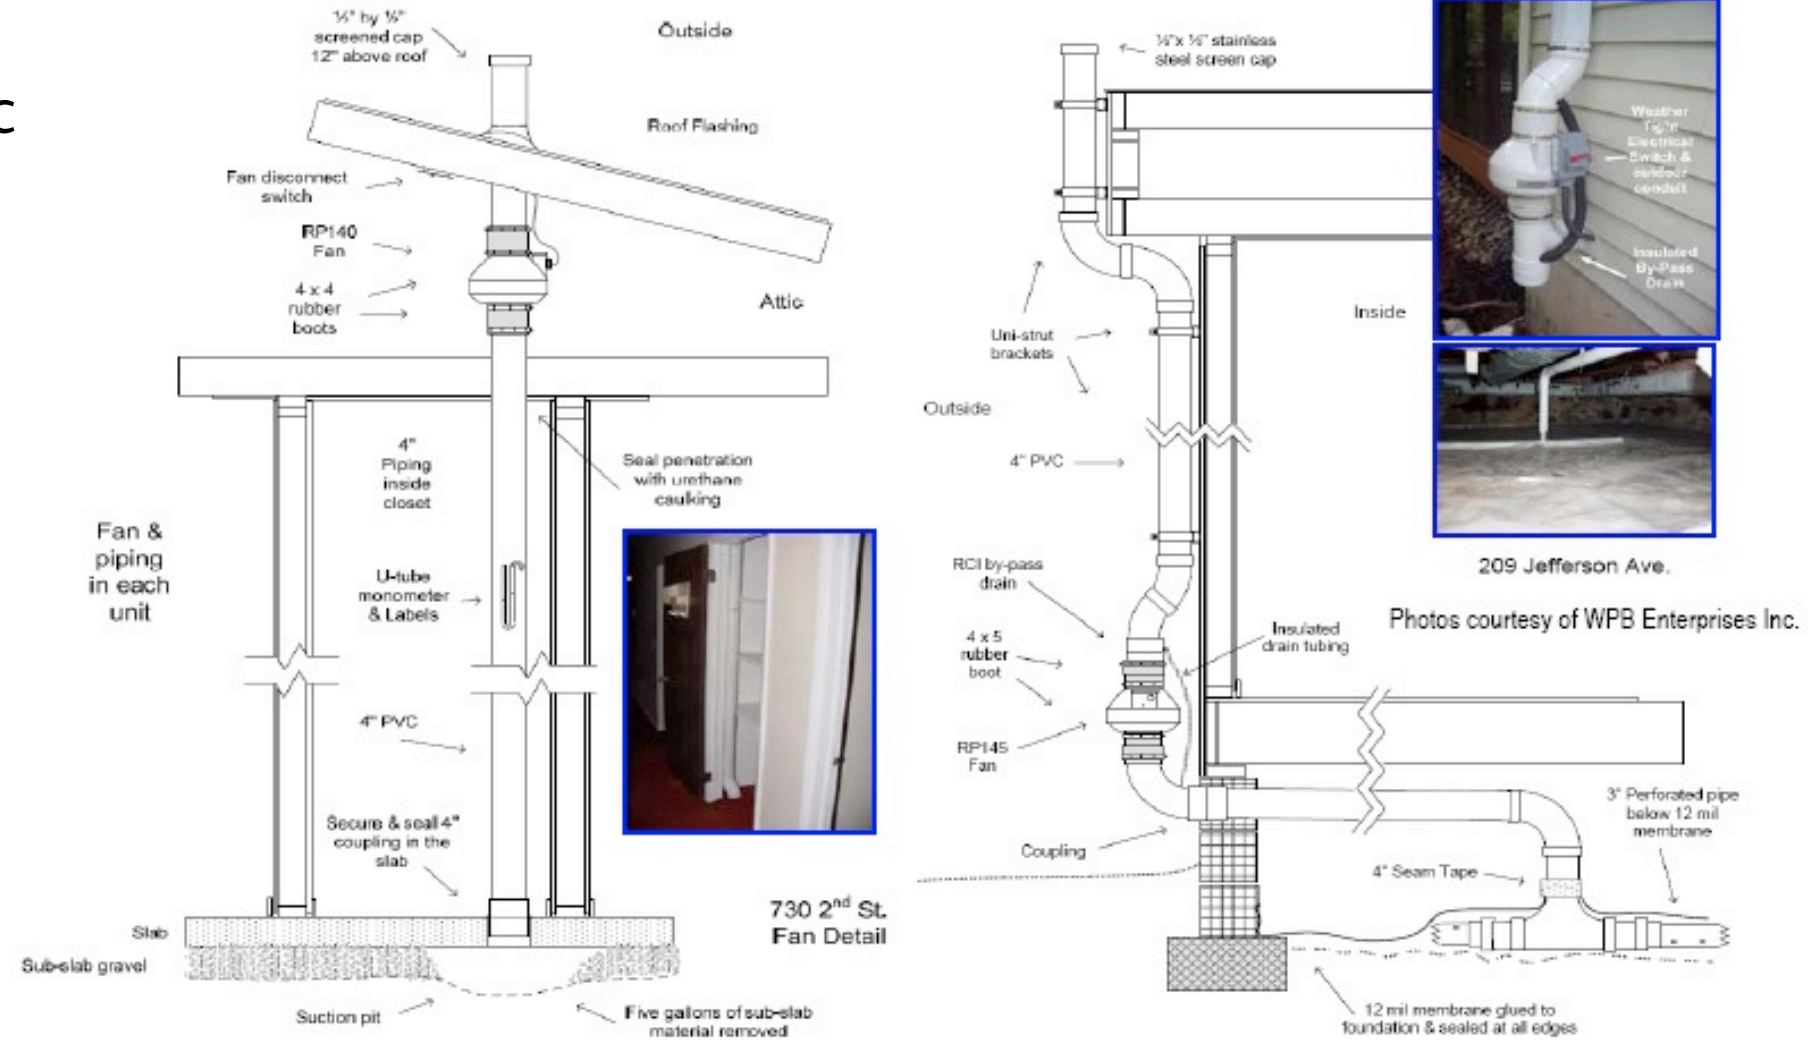 C
½" by ½"
screened cap
12" above roof
Outside
Roof Flashing
Fan disconnect
switch
RP140
Fan
4 x 4
rubber
boots
Attic
4"
Piping
inside
closet
Seal penetration
with urethane
caulking
Fan &
piping
in each
unit
U-tube
monometer
& Labels
4" PVC
Secure & seal 4"
coupling in the
slab
730 2nd St.
Fan Detail
Slab
Sub-slab gravel
Suction pit
Five gallons of sub-slab
material removed
½"x ½" stainless
steel screen cap
Weather
Tight
Electrical
Switch &
outdoor
conduit
Insulated
By-Pass
Drain
Inside
Uni-strut
brackets
Outside
4" PVC
RCI by-pass
drain
209 Jefferson Ave.
Photos courtesy of WPB Enterprises Inc.
4 x 5
rubber
boot
Insulated
drain tubing
RP145
Fan
3" Perforated pipe
below 12 mil
membrane
Coupling
4" Seam Tape
12 mil membrane glued to
foundation & sealed at all edges